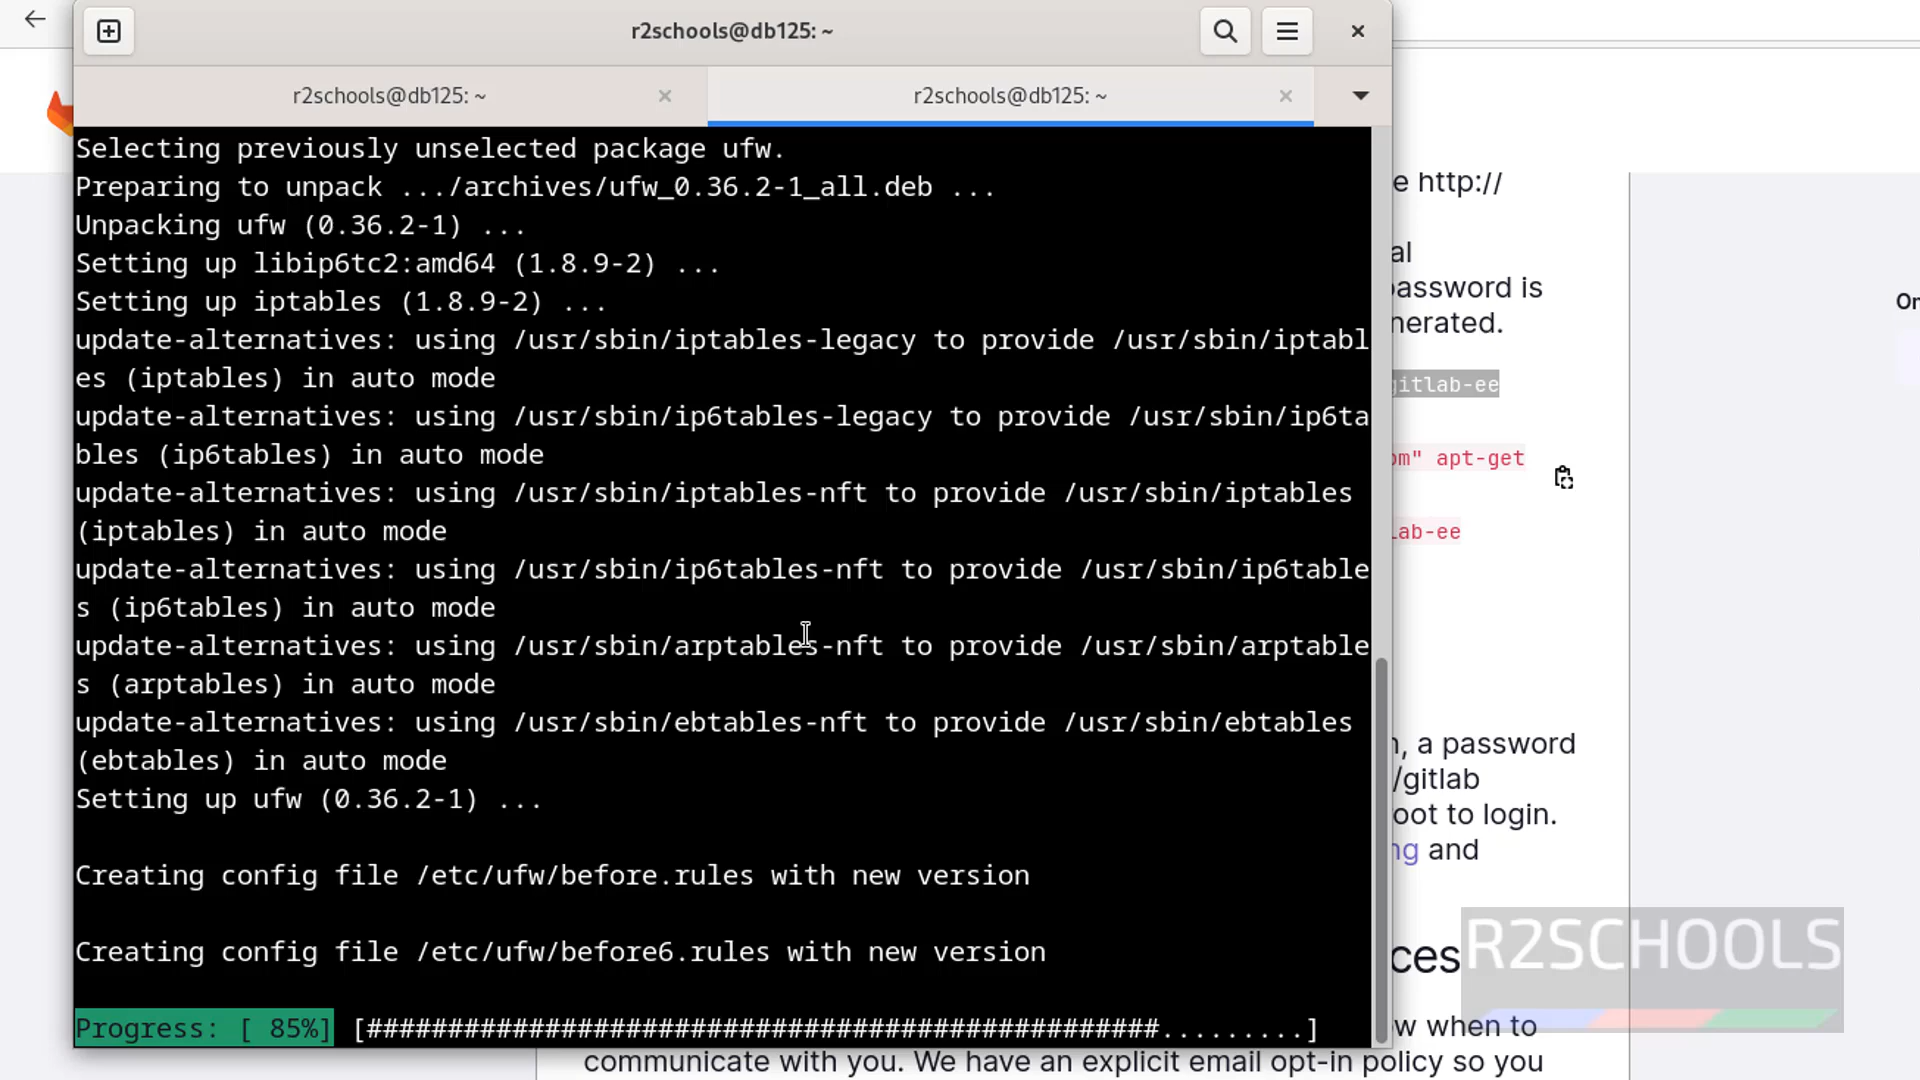 r2schools@db125: ~
r2schools@db125: ~
r2schools@db125: ~
Selecting previously unselected package ufw.
Preparing to unpack .../archives/ufw_0.36.2-1_all.deb ...
Unpacking ufw (0.36.2-1) ...
Setting up libip6tc2:amd64 (1.8.9-2) ...
Setting up iptables (1.8.9-2) ...
update-alternatives: using /usr/sbin/iptables-legacy to provide /usr/sbin/iptabl
es (iptables) in auto mode
update-alternatives: using /usr/sbin/ip6tables-legacy to provide /usr/sbin/ip6ta
bles (ip6tables) in auto mode
update-alternatives: using /usr/sbin/iptables-nft to provide /usr/sbin/iptables
(iptables) in auto mode
update-alternatives: using /usr/sbin/ip6tables-nft to provide /usr/sbin/ip6table
s (ip6tables) in auto mode
update-alternatives: using /usr/sbin/arptables-nft to provide /usr/sbin/arptable
s (arptables) in auto mode
update-alternatives: using /usr/sbin/ebtables-nft to provide /usr/sbin/ebtables
(ebtables) in auto mode
Setting up ufw (0.36.2-1) ...
Creating config file /etc/ufw/before.rules with new version
Creating config file /etc/ufw/before6.rules with new version
Progress: [ 85%] [#################################################.........]
e http://
al
password is
nerated.
gitlab-ee
om" apt-get
lab-ee
n, a password
/gitlab
oot to login.
ng and
ces
w when to
communicate with you. We have an explicit email opt-in policy so you
On
R2SCHOOLS